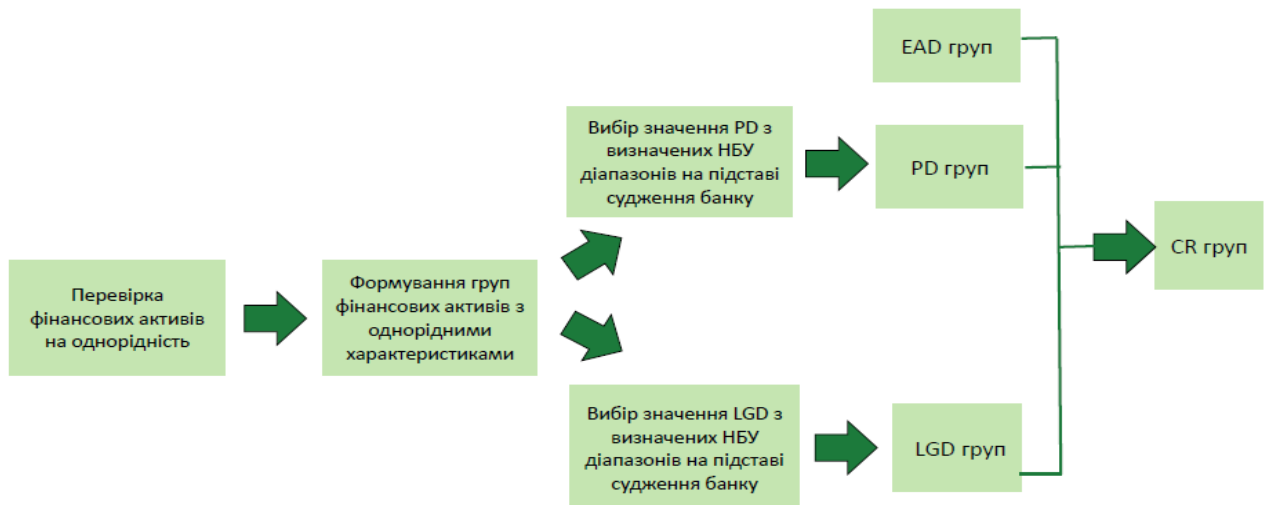 Перевірка
фінансових активів
на однорідність
Формування груп
фінансових активів з
однорідними
характеристиками
Вибір значення PD з
визначених НБУ
діапазонів на підставі
судження банку
Вибір значення LGD з
визначених НБУ
діапазонів на підставі
судження банку
EAD груп
PD груп
LGD груп
CR груп